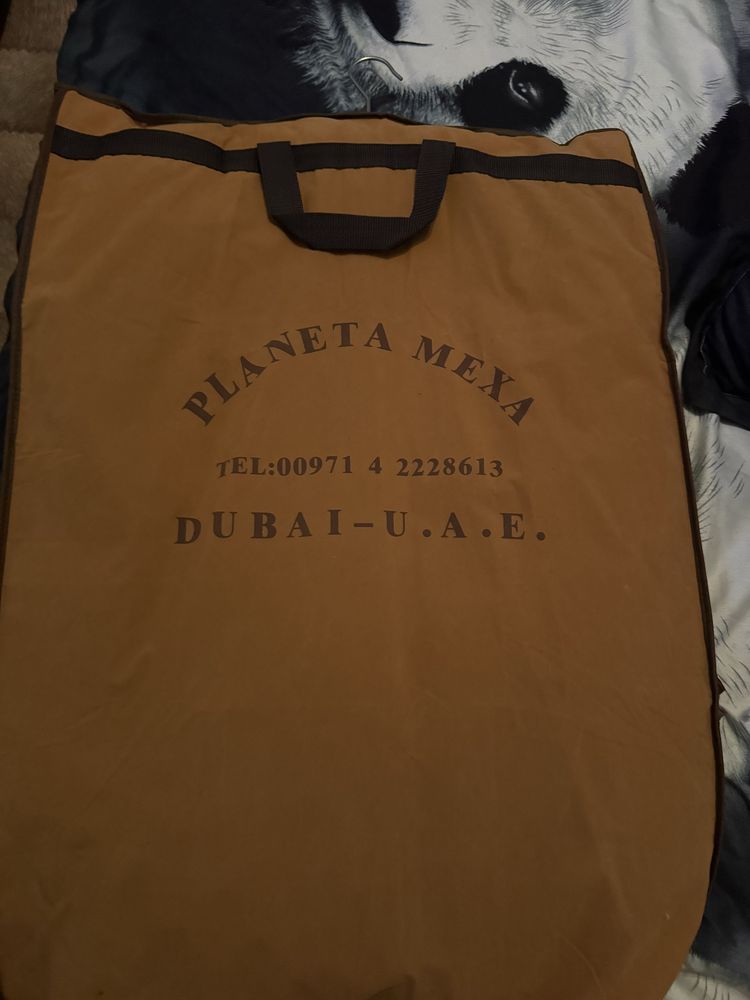 PLANETA MEXA
TEL:00971 4 2228613
DUBAI-U.A.E.